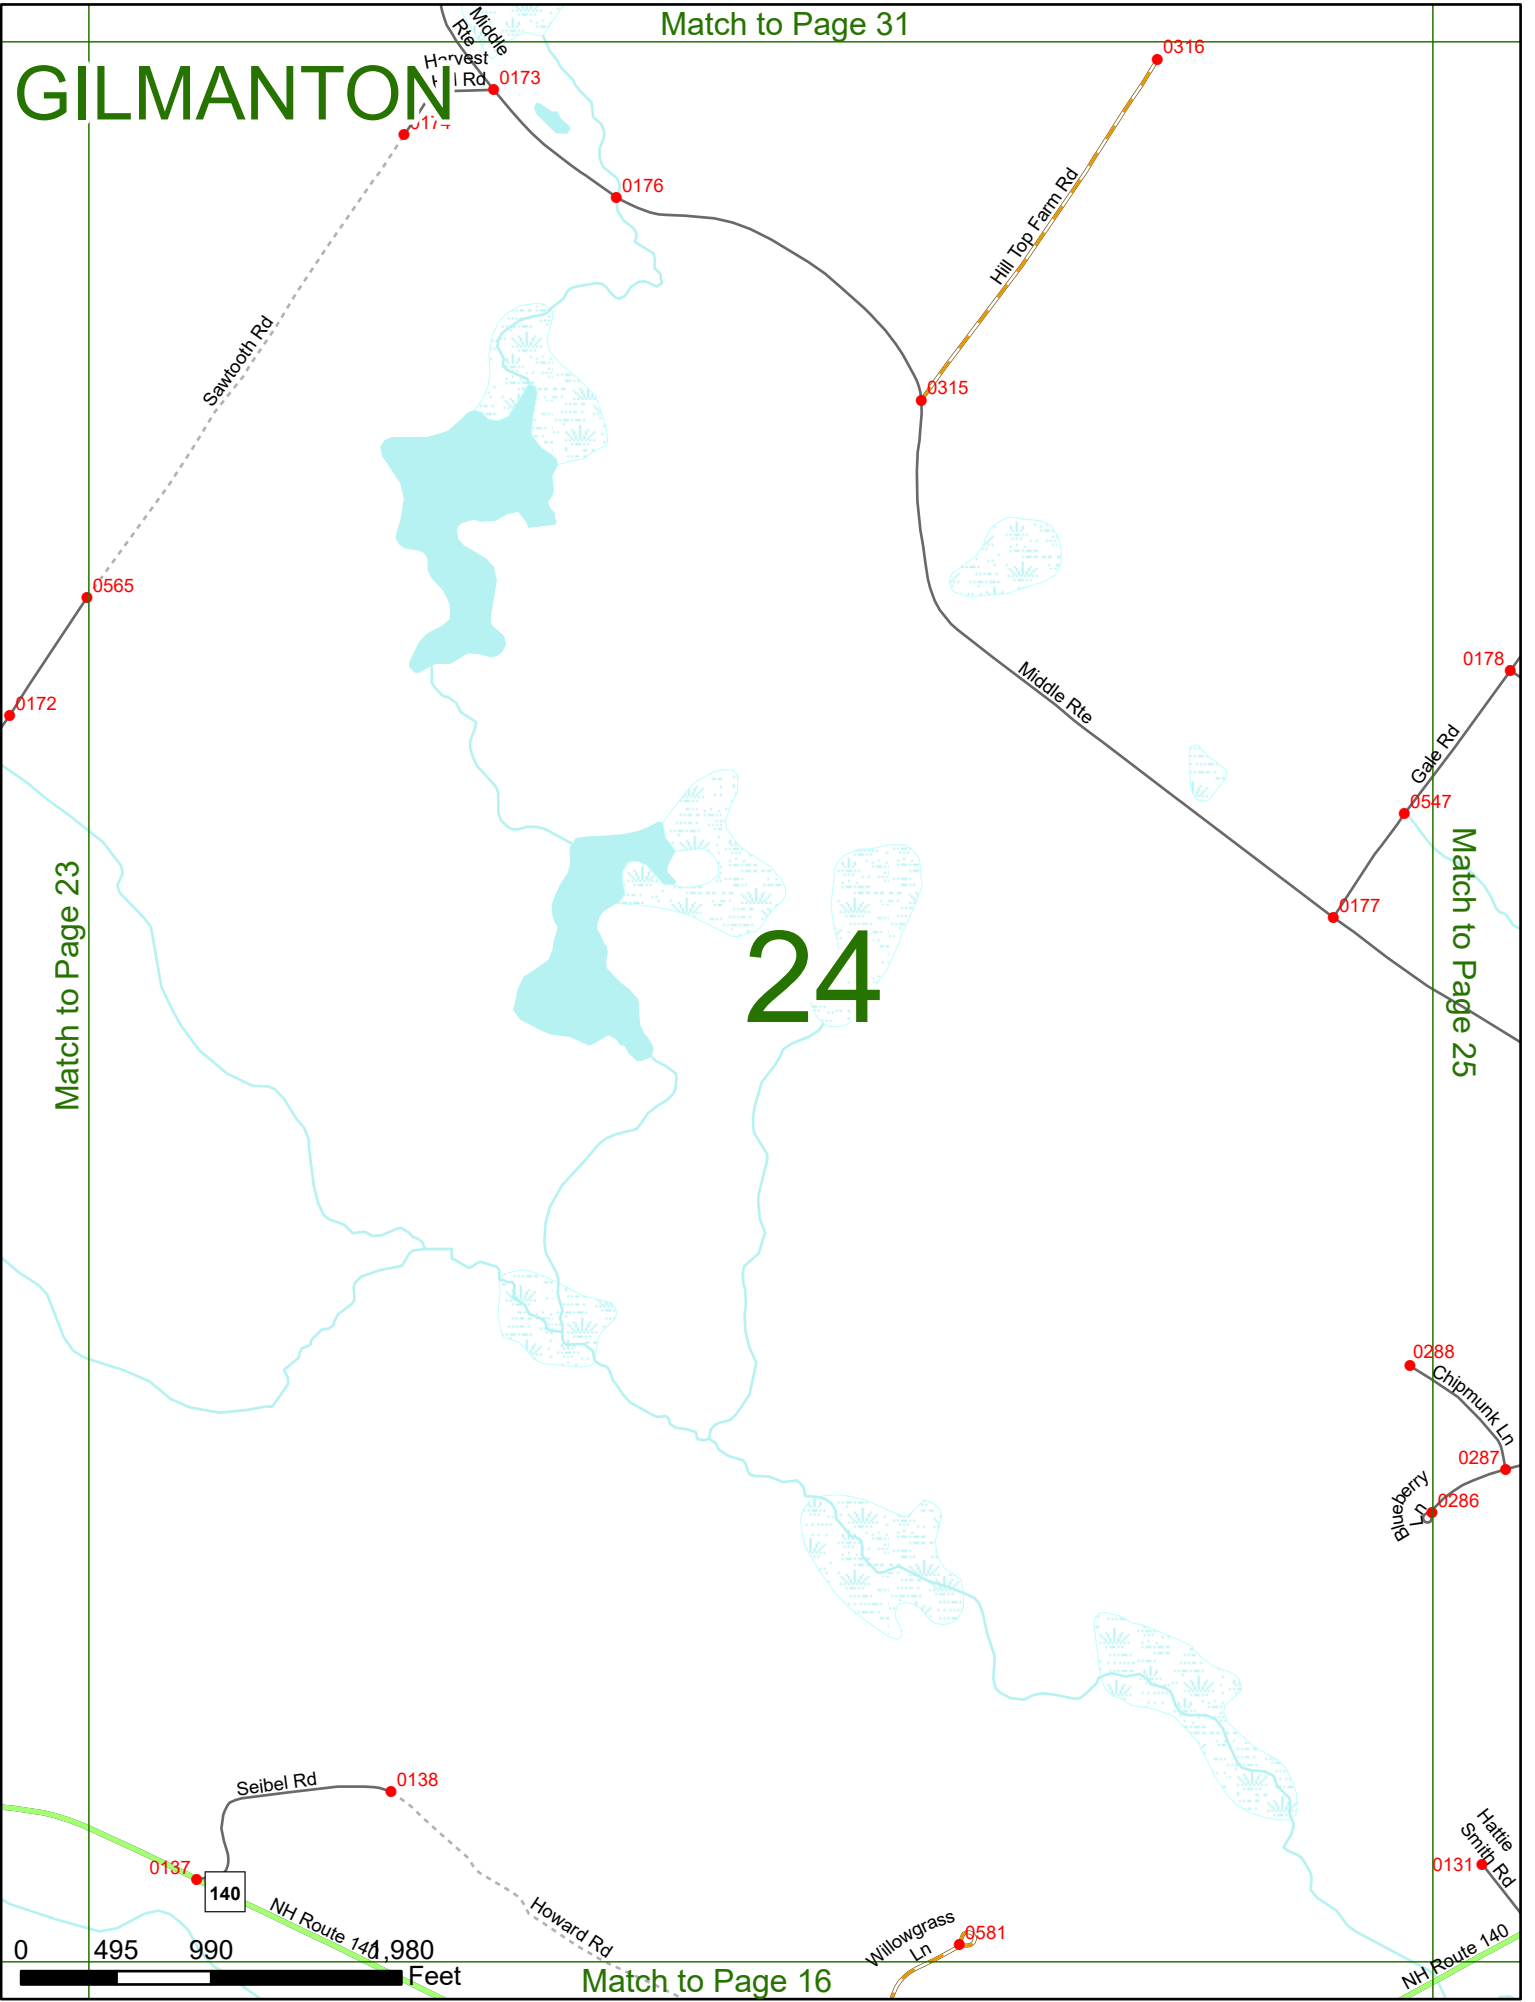 Match to Page 31
Middle
Rte
GILMANTON
Harvest
Rd
0173
0316
0176
Hill Top Farm Rd
Sawtooth Rd
0315
0565
0172
Middle Rte
0178
Gale Rd
0547
0177
Match to Page 23
24
Match to Page 25
0288
Chipmunk Ln
0287
Blueberry
Ln
0286
Seibel Rd
0138
0137
140
NH Route 140
Howard Rd
Willowgrass
Ln
0581
Hattie
Smith Rd
0131
NH Route 140
0 495 990 1,980
Feet
Match to Page 16